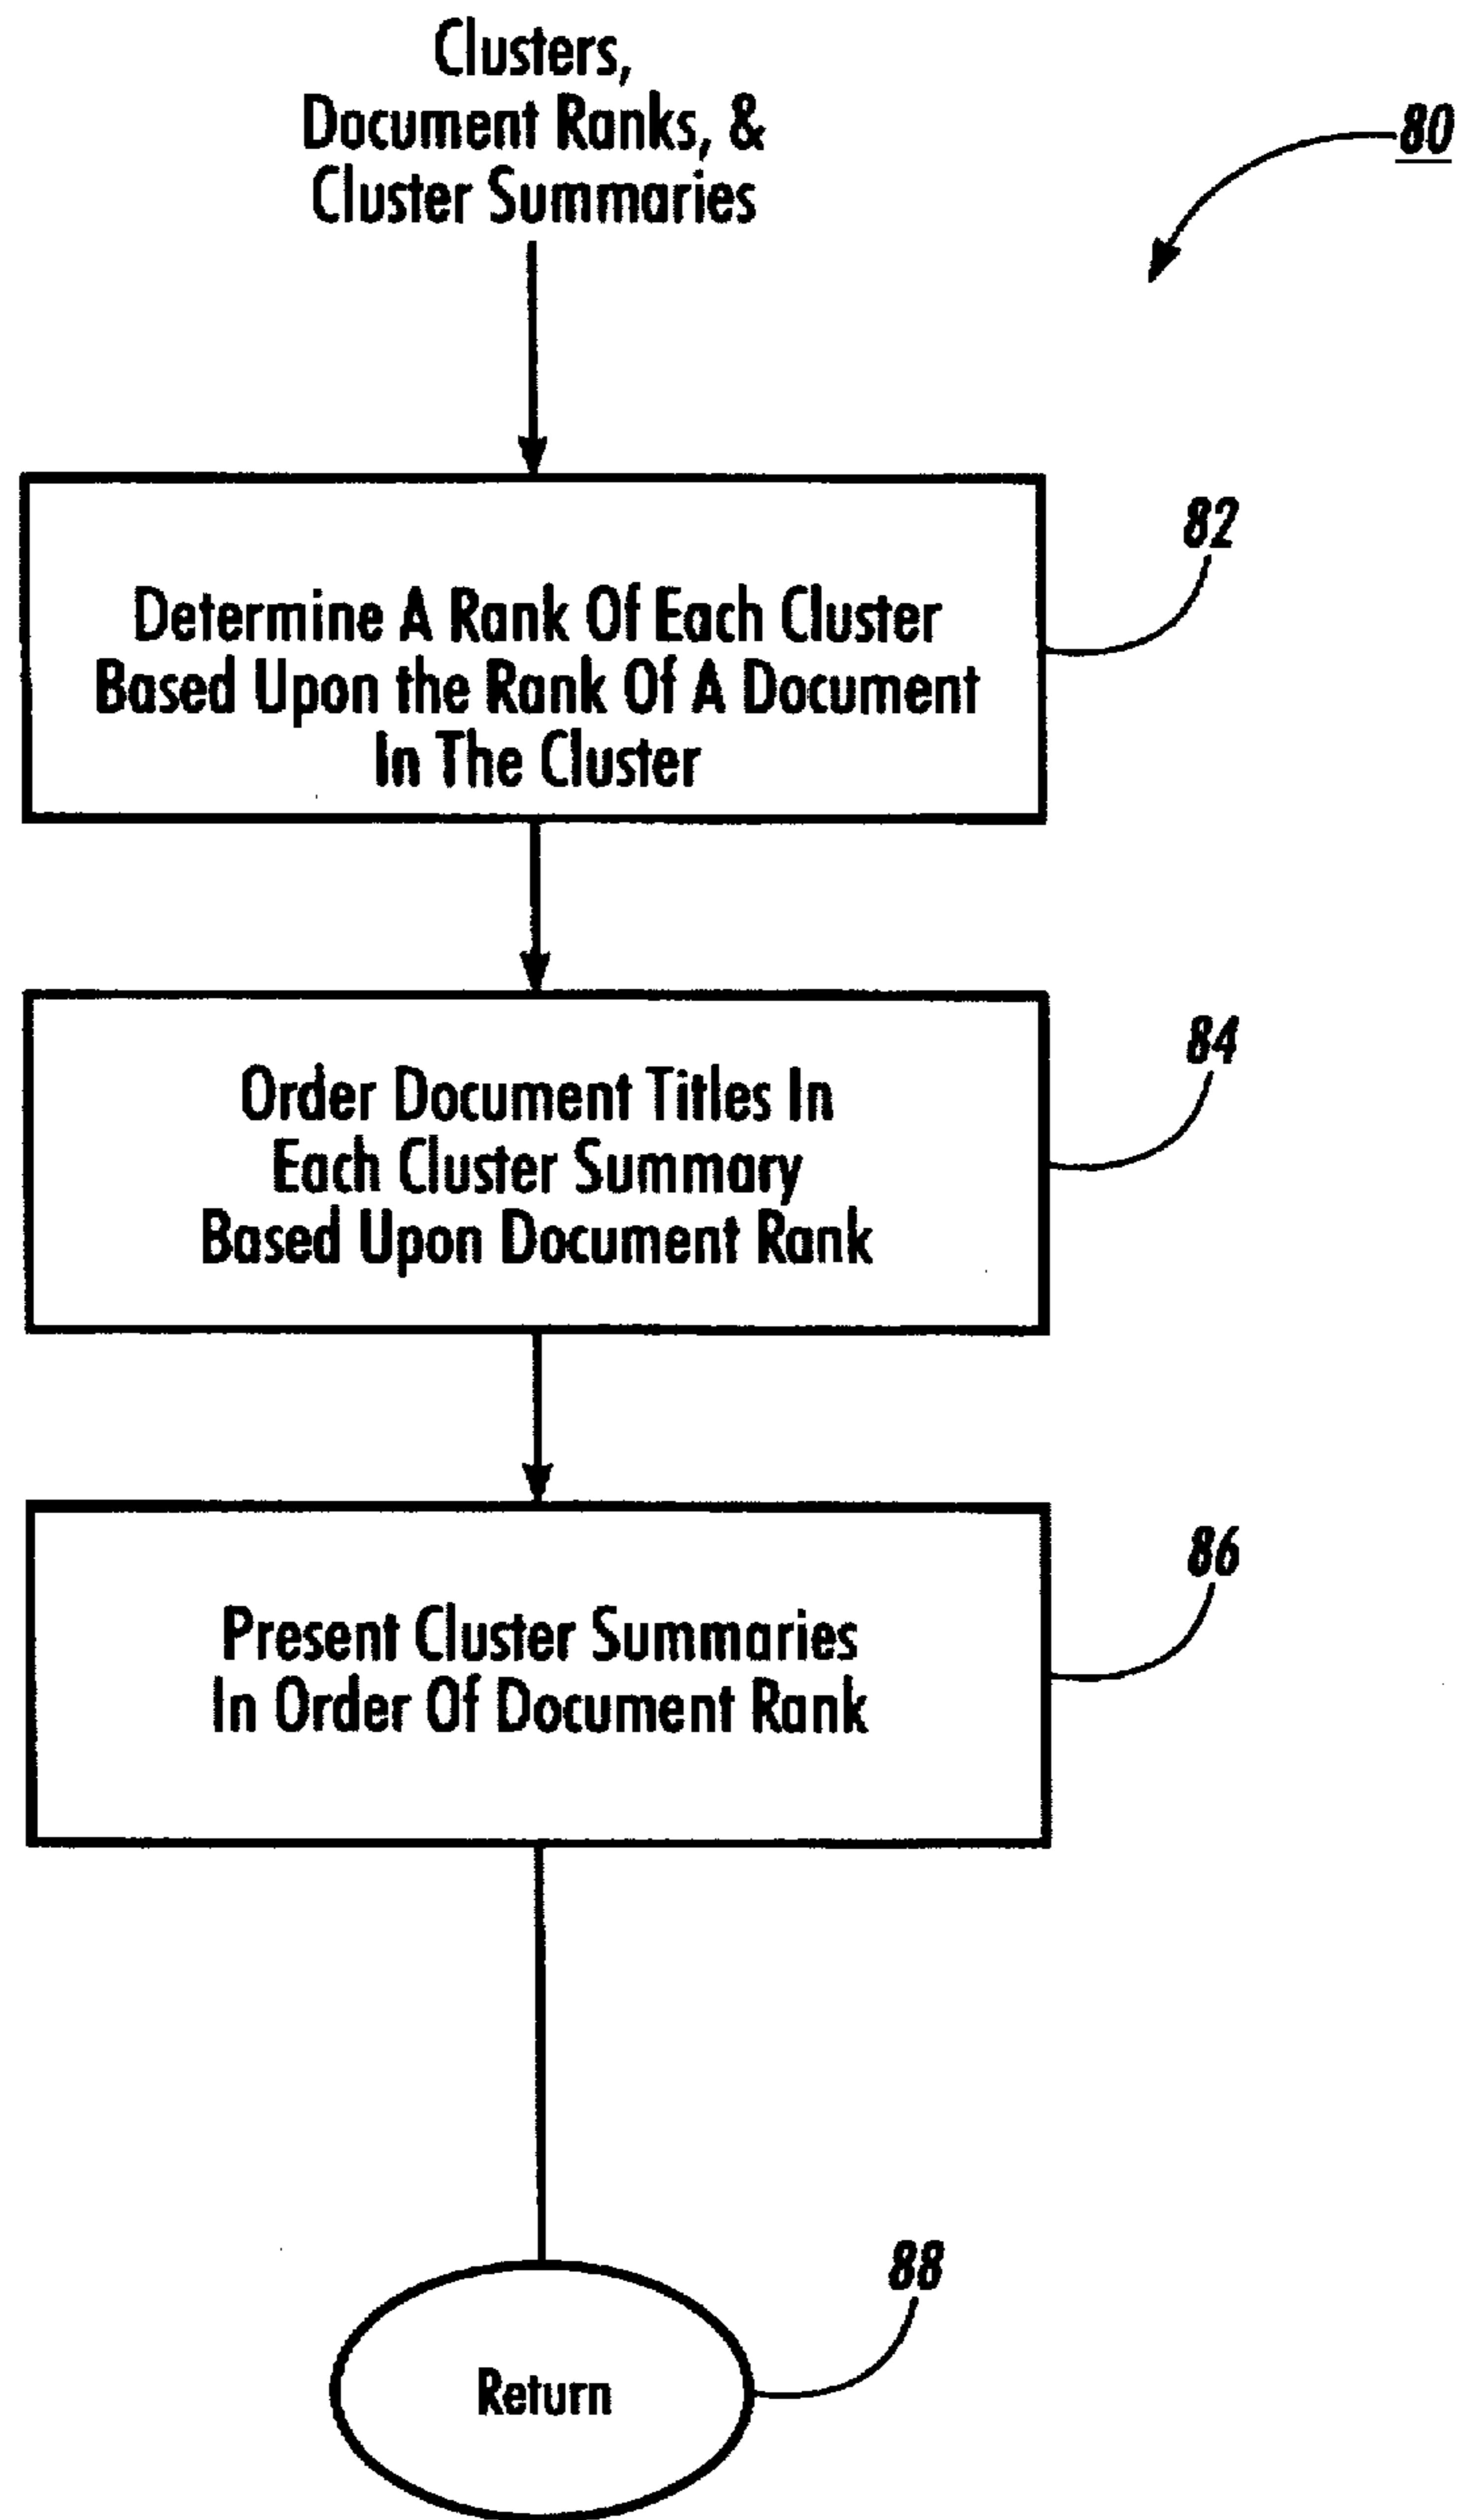 Clusters,
Document Ranks, &
Cluster Summaries
80
Determine A Rank Of Each Cluster
Based Upon the Rank Of A Document
In The Cluster
82
Order Document Titles In
Each Cluster Summary
Based Upon Document Rank
84
Present Cluster Summaries
In Order Of Document Rank
86
Return
88